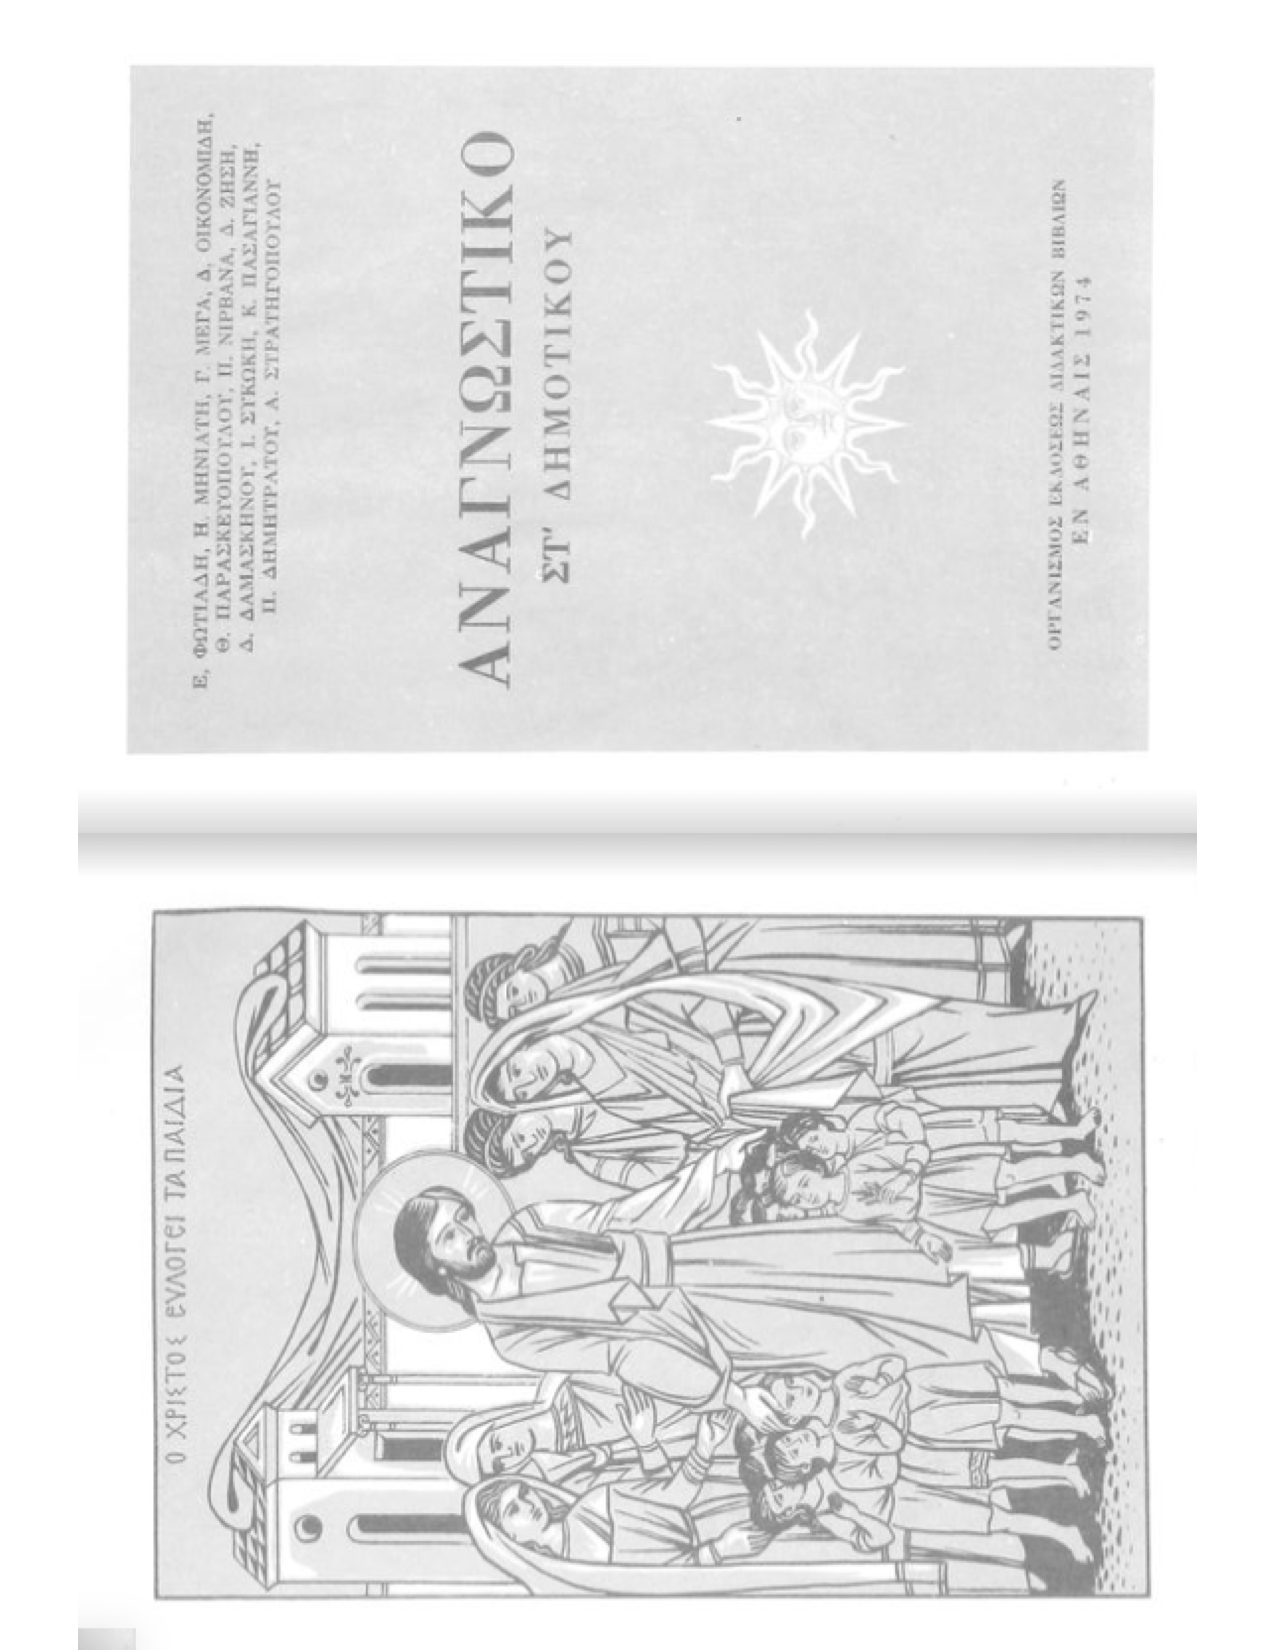 Ο ΧΡΙΣΤΟΣ ΕΥΛΟΓΕΙ ΤΑ ΠΑΙΔΙΑ
Ε, ΦΩΤΙΑΔΗ, Η. ΜΗΝΙΑΤΗ, Γ. ΜΕΓΑ, Δ. ΟΙΚΟΝΟΜΙΔΗ,
Θ. ΠΑΡΑΣΚΕΥΟΠΟΥΛΟΥ, Π. ΝΙΡΒΑΝΑ, Δ. ΖΗΣΗ,
Δ. ΔΑΜΑΣΚΗΝΟΥ, Ι. ΣΥΚΩΚΗ, Κ. ΠΑΣΑΓΙΑΝΝΗ,
Π. ΔΗΜΗΤΡΑΤΟΥ, Α. ΣΤΡΑΤΗΓΟΠΟΥΛΟΥ
ΑΝΑΓΝΩΣΤΙΚΟ
ΣΤ' ΔΗΜΟΤΙΚΟΥ
ΟΡΓΑΝΙΣΜΟΣ ΕΚΔΟΣΕΩΣ ΔΙΔΑΚΤΙΚΩΝ ΒΙΒΛΙΩΝ
ΕΝ ΑΘΗΝΑΙΣ 1974